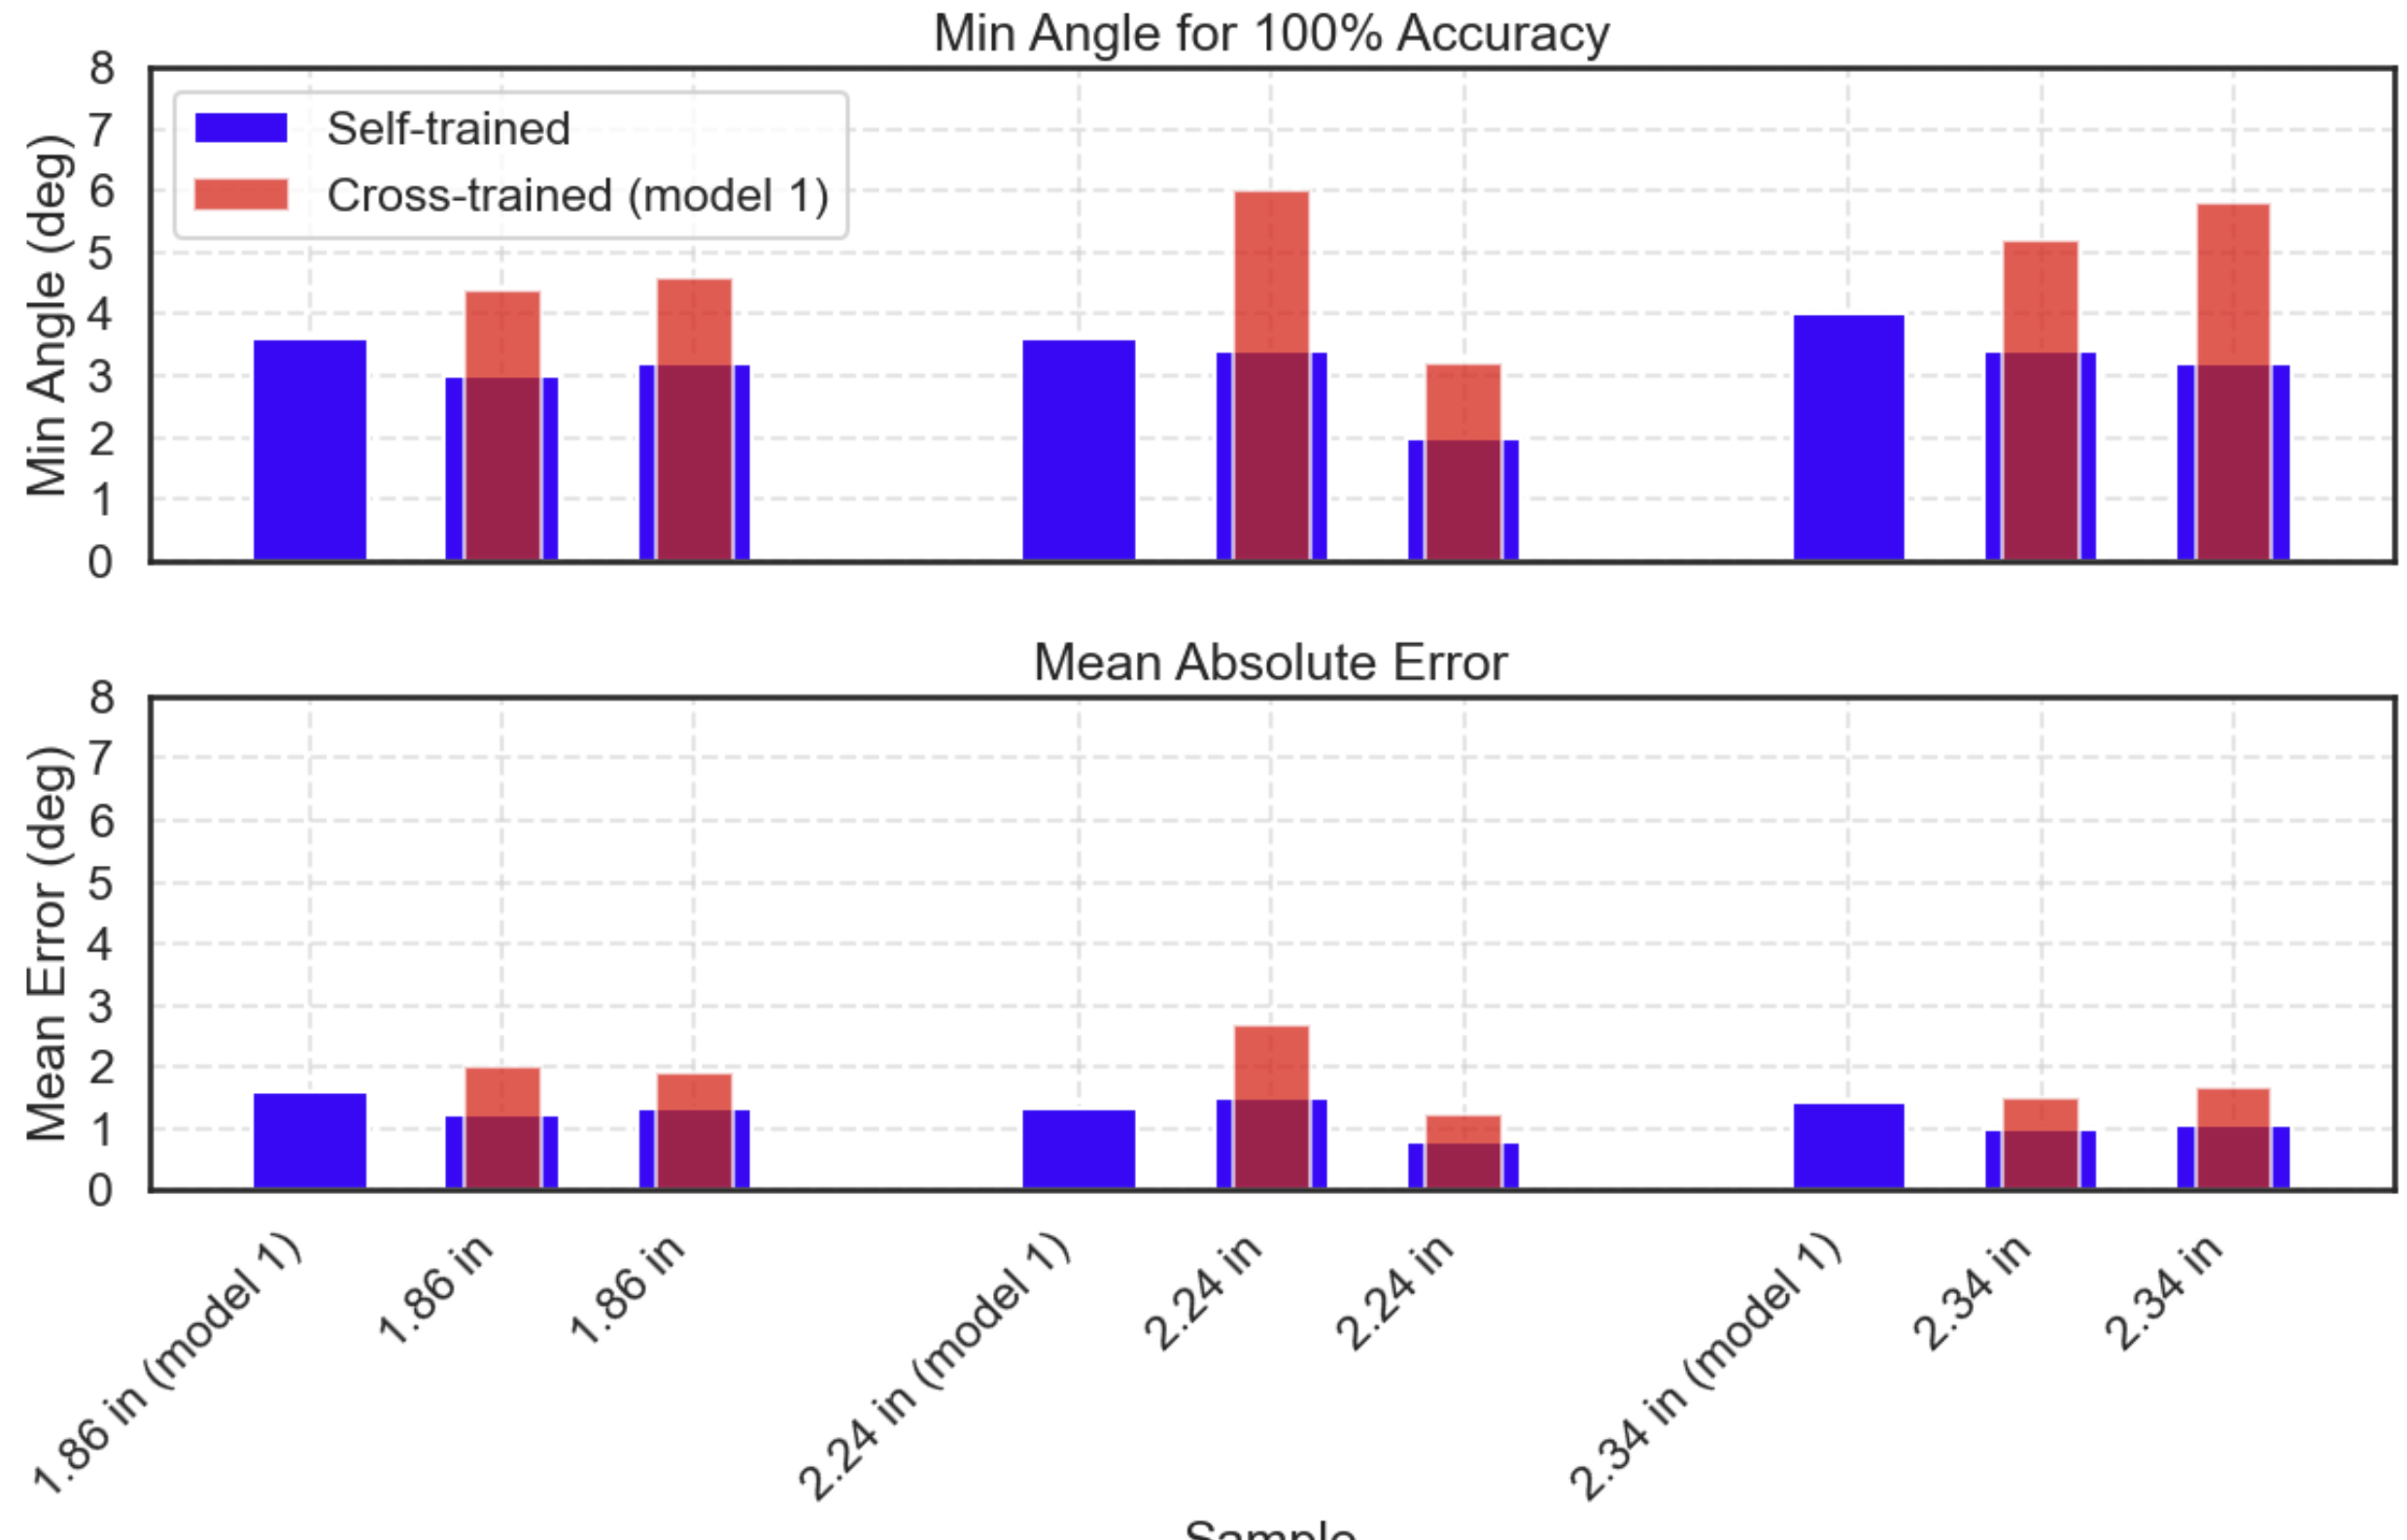 Min Angle for 100% Accuracy
Min Angle (deg)
8
7
6
5
4
3
2
1
0
Self-trained
Cross-trained (model 1)
Mean Absolute Error
Mean Error (deg)
8
7
6
5
4
3
2
1
0
1.86 in (model 1)
1.86 in
1.86 in
2.24 in (model 1)
2.24 in
2.24 in
2.34 in (model 1)
2.34 in
2.34 in
Sample